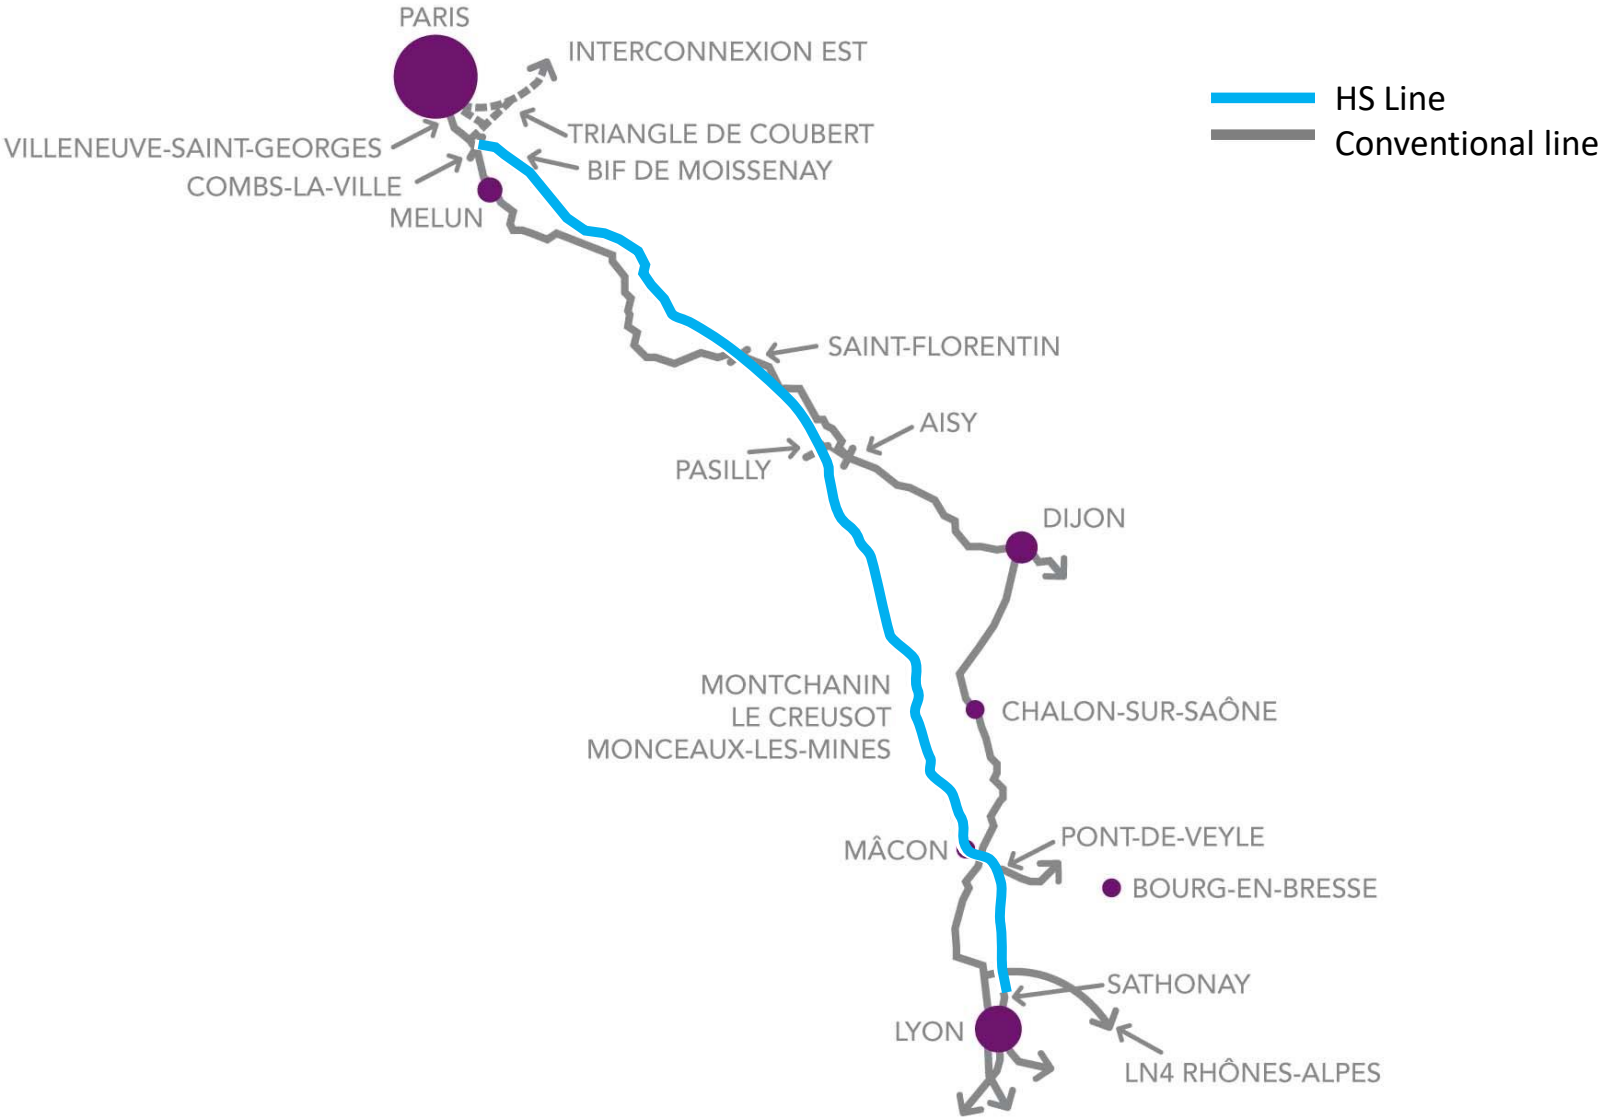 PARIS
INTERCONNEXION EST
HS Line
TRIANGLE DE COUBERT
Conventional line
VILLENEUVE-SAINT-GEORGES
BIF DE MOISSENAY
COMBS-LA-VILLE
MELUN
SAINT-FLORENTIN
AISY
PASILLY
DIJON
MONTCHANIN
LE CREUSOT
MONCEAUX-LES-MINES
CHALON-SUR-SAÔNE
PONT-DE-VEYLE
MÂCON
BOURG-EN-BRESSE
SATHONAY
LYON
LN4 RHÔNES-ALPES